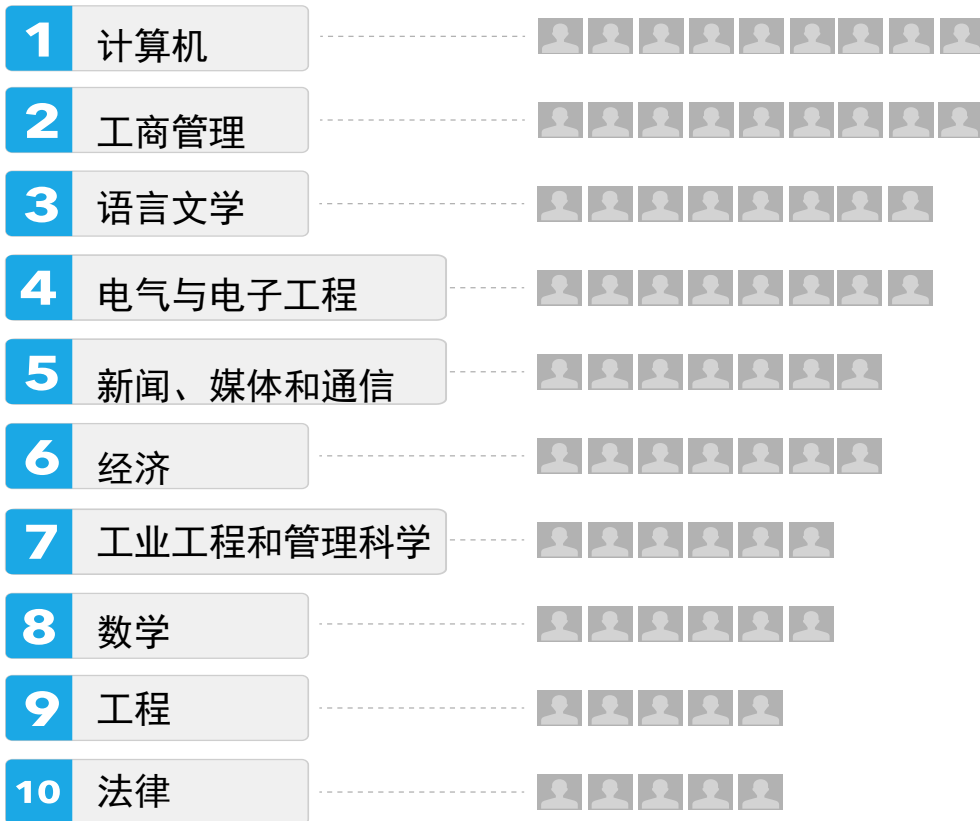 1 计算机
2 工商管理
3 语言文学
4 电气与电子工程
5 新闻、媒体和通信
6 经济
7 工业工程和管理科学
8 数学
9 工程
10 法律